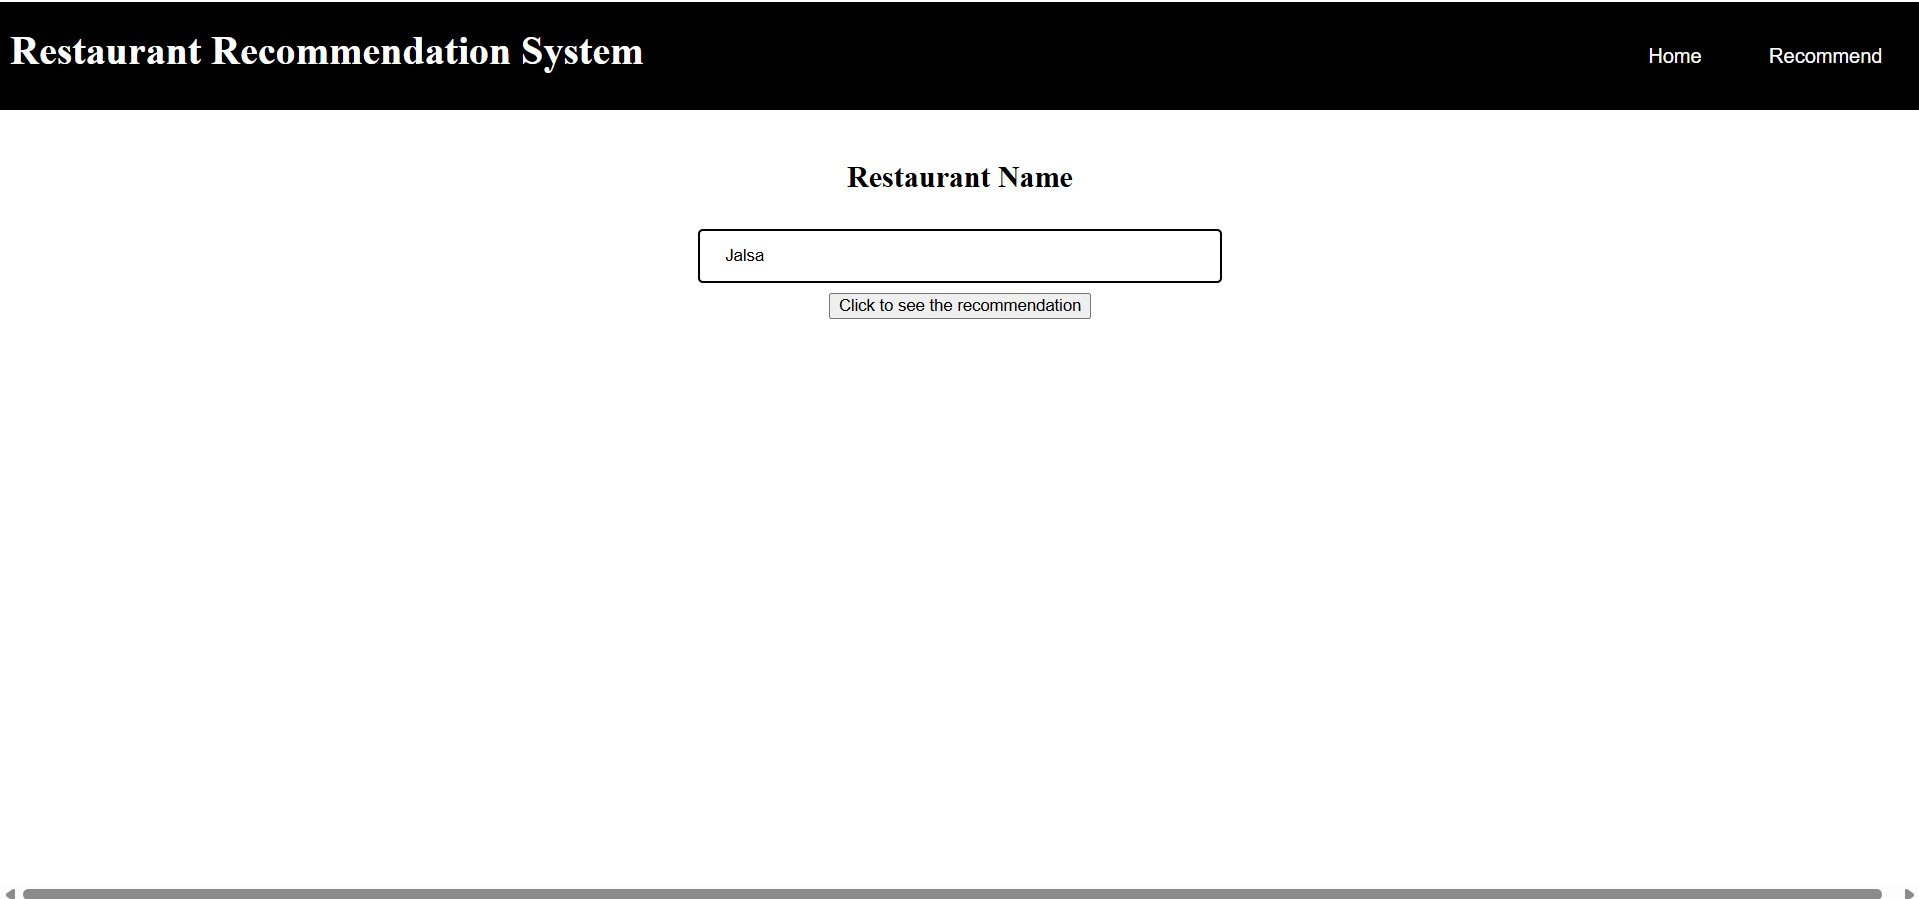 Restaurant Recommendation System
Home Recommend
Restaurant Name
Jalsa
Click to see the recommendation